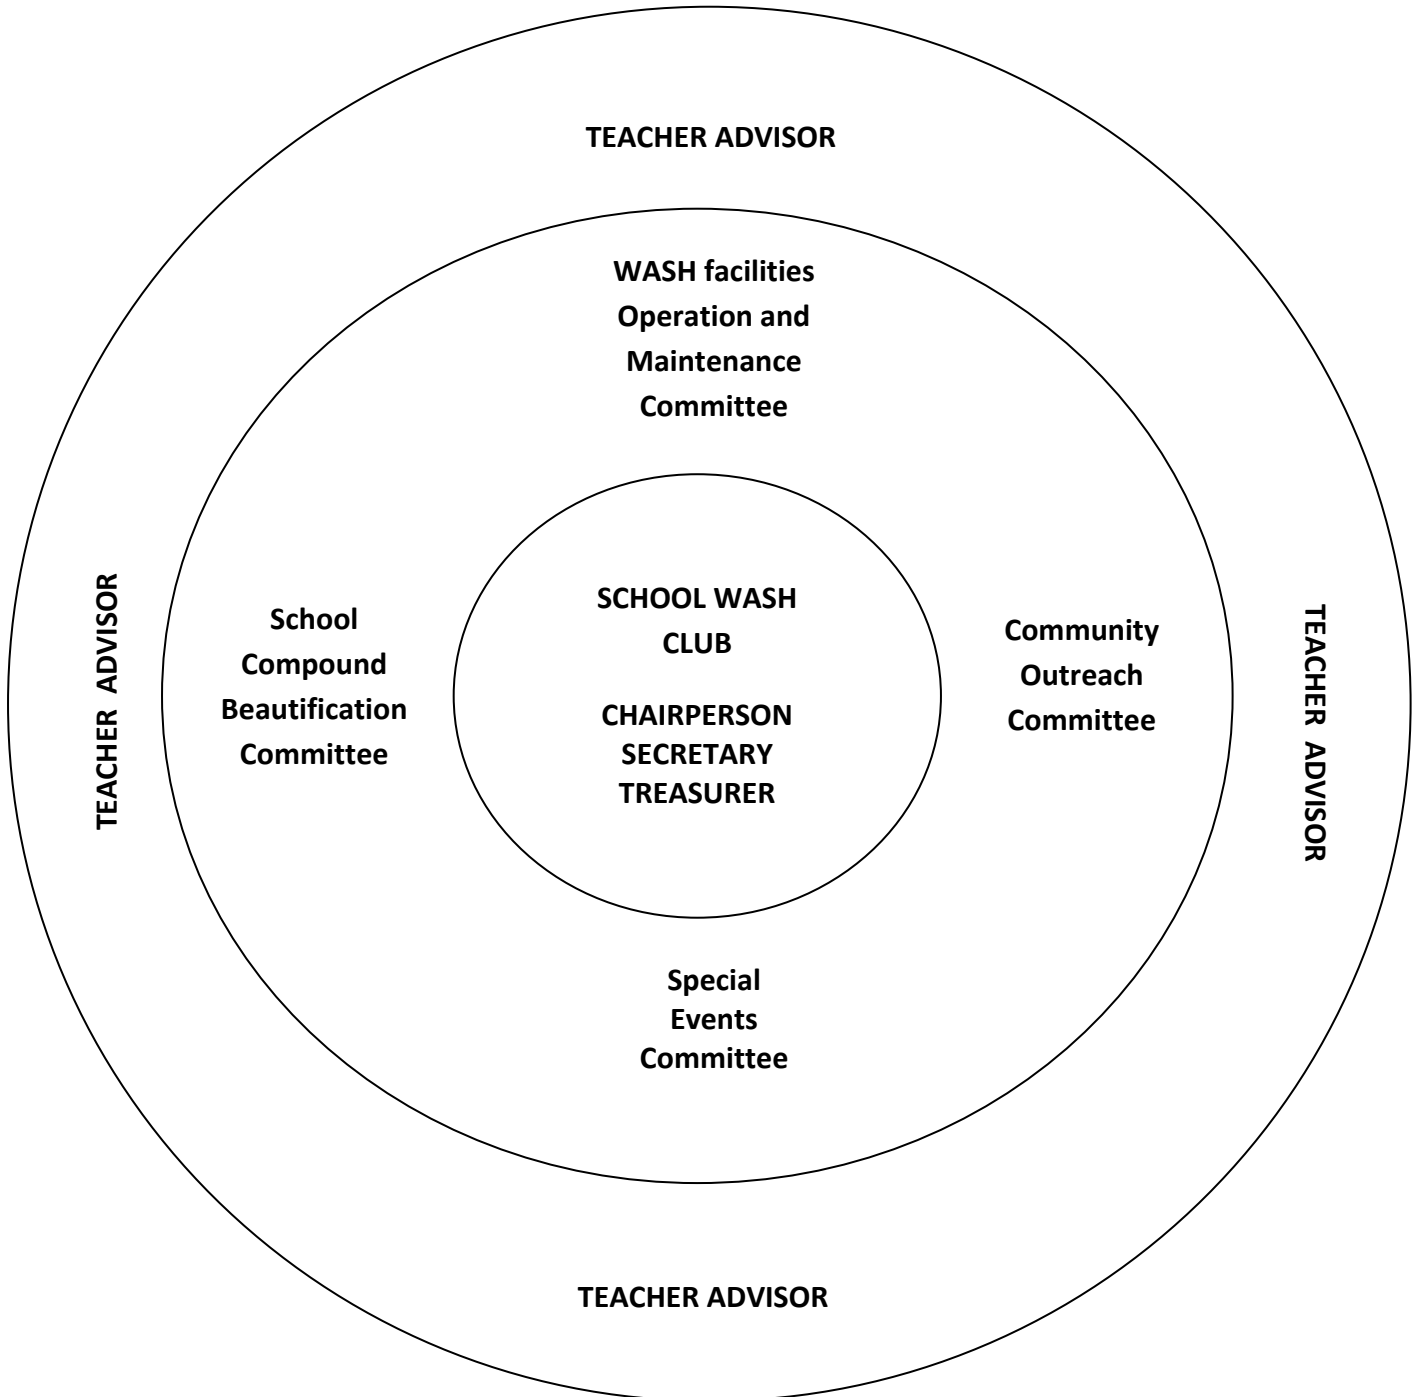 TEACHER ADVISOR
WASH facilities
Operation and
Maintenance
Committee
TEACHER ADVISOR
School
Compound
Beautification
Committee
SCHOOL WASH
CLUB
CHAIRPERSON
SECRETARY
TREASURER
Community
Outreach
Committee
TEACHER ADVISOR
Special
Events
Committee
TEACHER ADVISOR